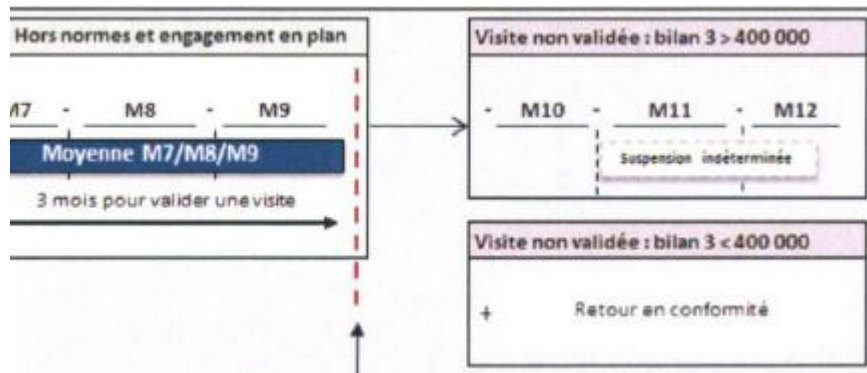 Hors normes et engagement en plan
M7 - M8 - M9
Moyenne M7/M8/M9
3 mois pour valider une visite
Visite non validée : bilan 3 > 400 000
- M10 - M11 - M12
Suspension indéterminée
Visite non validée : bilan 3 < 400 000
+ Retour en conformité